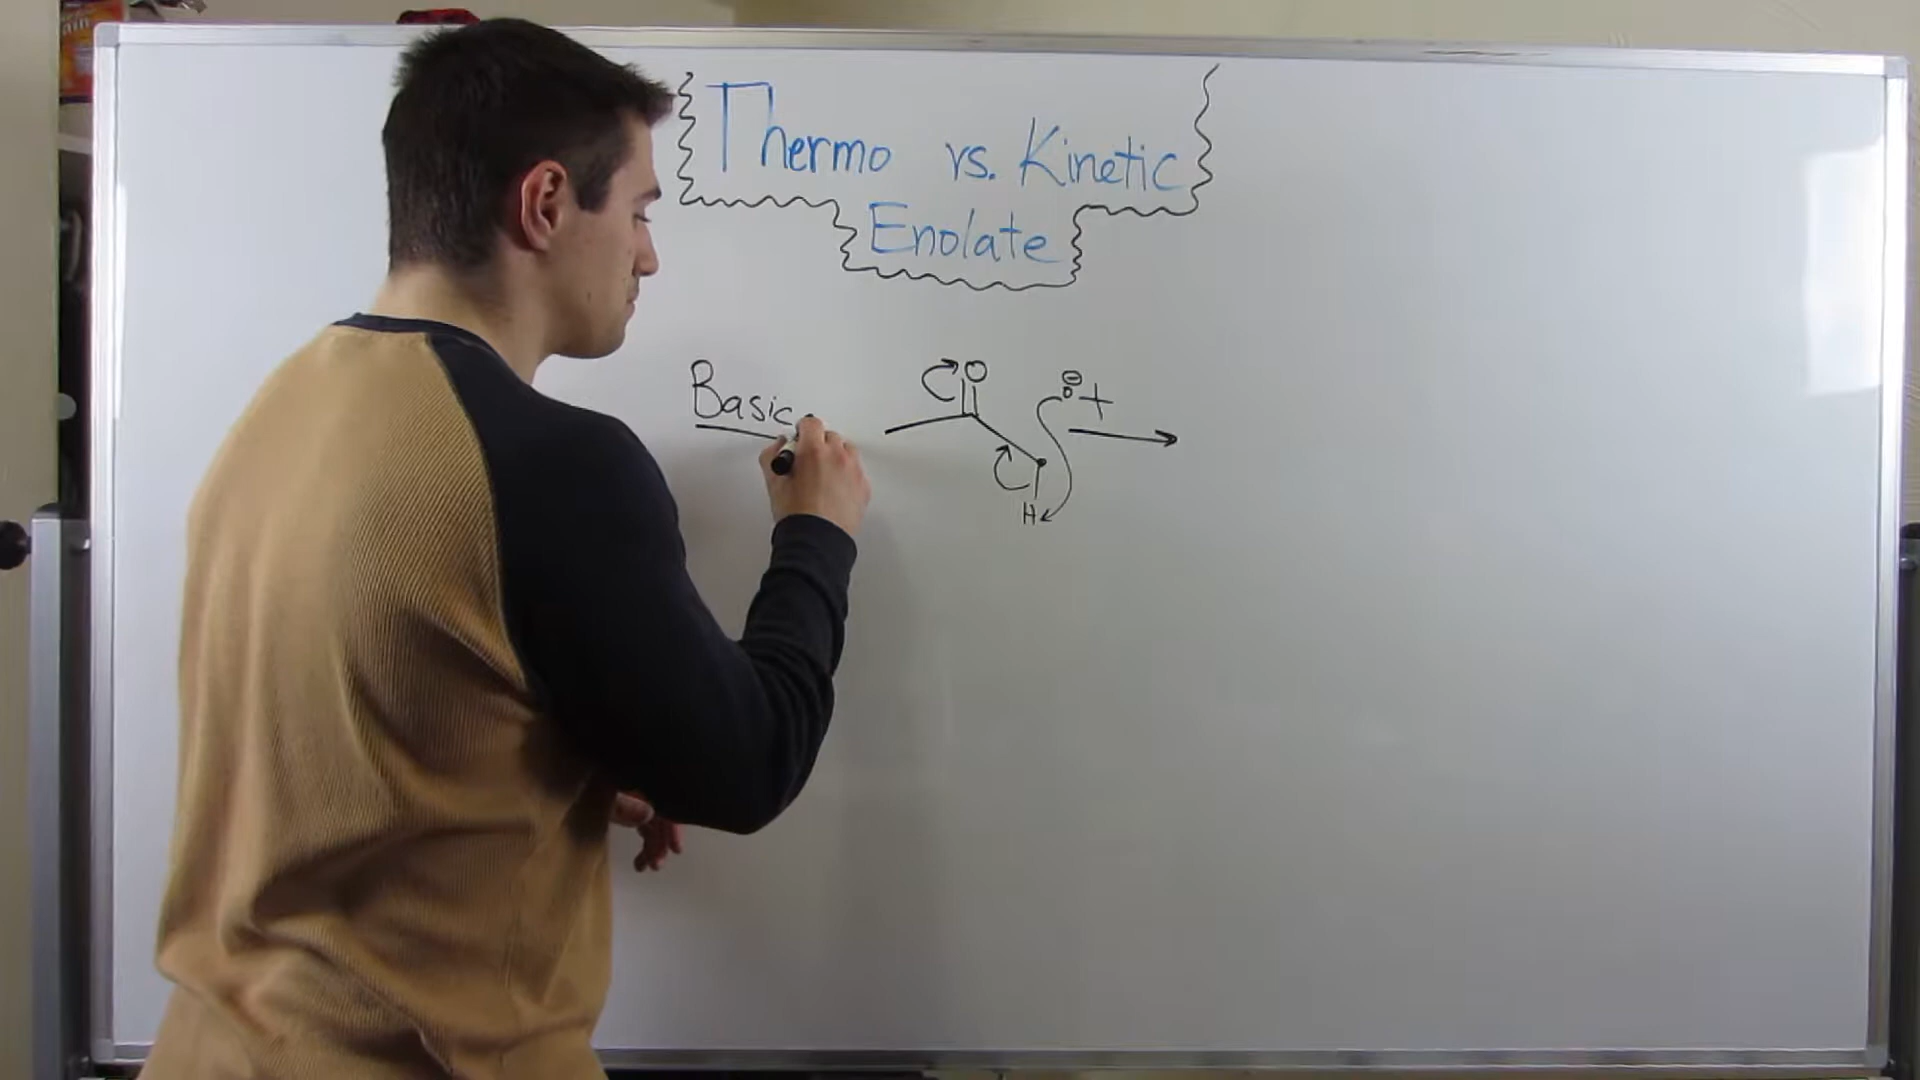 Thermo vs. Kinetic
Enolate
Basic
O
⊖
H